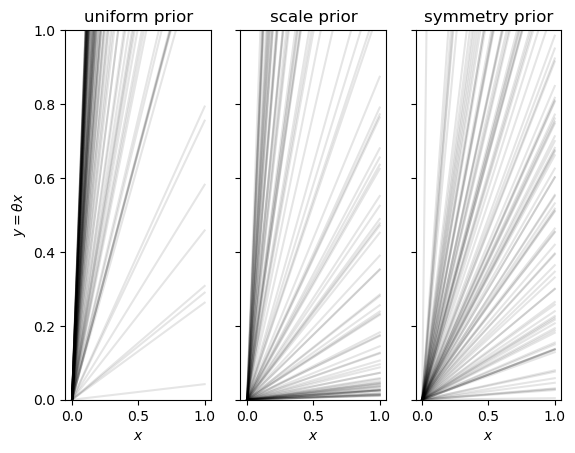 uniform prior
scale prior
symmetry prior
y = θx
1.0
0.8
0.6
0.4
0.2
0.0
0.0 0.5 1.0
0.0 0.5 1.0
0.0 0.5 1.0
x
x
x